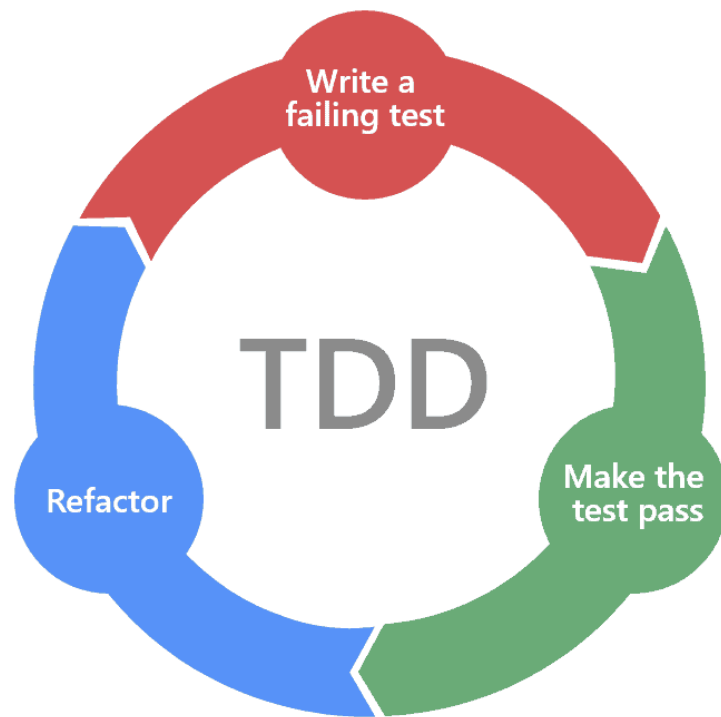 Write a
failing test
TDD
Make the
test pass
Refactor